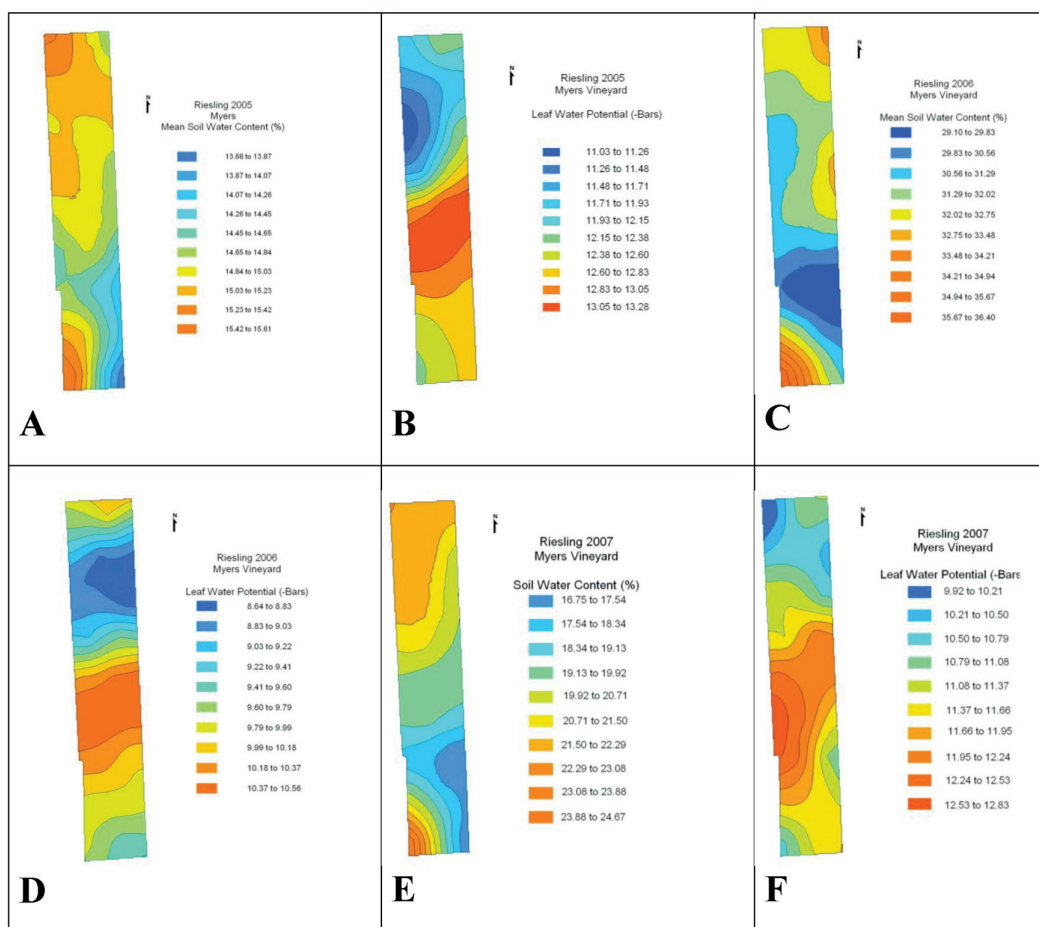 N
Riesling 2005
Myers
Mean Soil Water Content (%)
13.68 to 13.87
13.87 to 14.07
14.07 to 14.26
14.26 to 14.45
14.45 to 14.65
14.65 to 14.84
14.84 to 15.03
15.03 to 15.23
15.23 to 15.42
15.42 to 15.61
A
N
Riesling 2005
Myers Vineyard
Leaf Water Potential (-Bars)
11.03 to 11.26
11.26 to 11.48
11.48 to 11.71
11.71 to 11.93
11.93 to 12.15
12.15 to 12.38
12.38 to 12.60
12.60 to 12.83
12.83 to 13.05
13.05 to 13.28
B
N
Riesling 2006
Myers Vineyard
Mean Soil Water Content (%)
29.10 to 29.83
29.83 to 30.56
30.56 to 31.29
31.29 to 32.02
32.02 to 32.75
32.75 to 33.48
33.48 to 34.21
34.21 to 34.94
34.94 to 35.67
35.67 to 36.40
C
N
Riesling 2006
Myers Vineyard
Leaf Water Potential (-Bars)
8.64 to 8.83
8.83 to 9.03
9.03 to 9.22
9.22 to 9.41
9.41 to 9.60
9.60 to 9.79
9.79 to 9.99
9.99 to 10.18
10.18 to 10.37
10.37 to 10.56
D
N
Riesling 2007
Myers Vineyard
Soil Water Content (%)
16.75 to 17.54
17.54 to 18.34
18.34 to 19.13
19.13 to 19.92
19.92 to 20.71
20.71 to 21.50
21.50 to 22.29
22.29 to 23.08
23.08 to 23.88
23.88 to 24.67
E
N
Riesling 2007
Myers Vineyard
Leaf Water Potential (-Bars
9.92 to 10.21
10.21 to 10.50
10.50 to 10.79
10.79 to 11.08
11.08 to 11.37
11.37 to 11.66
11.66 to 11.95
11.95 to 12.24
12.24 to 12.53
12.53 to 12.83
F